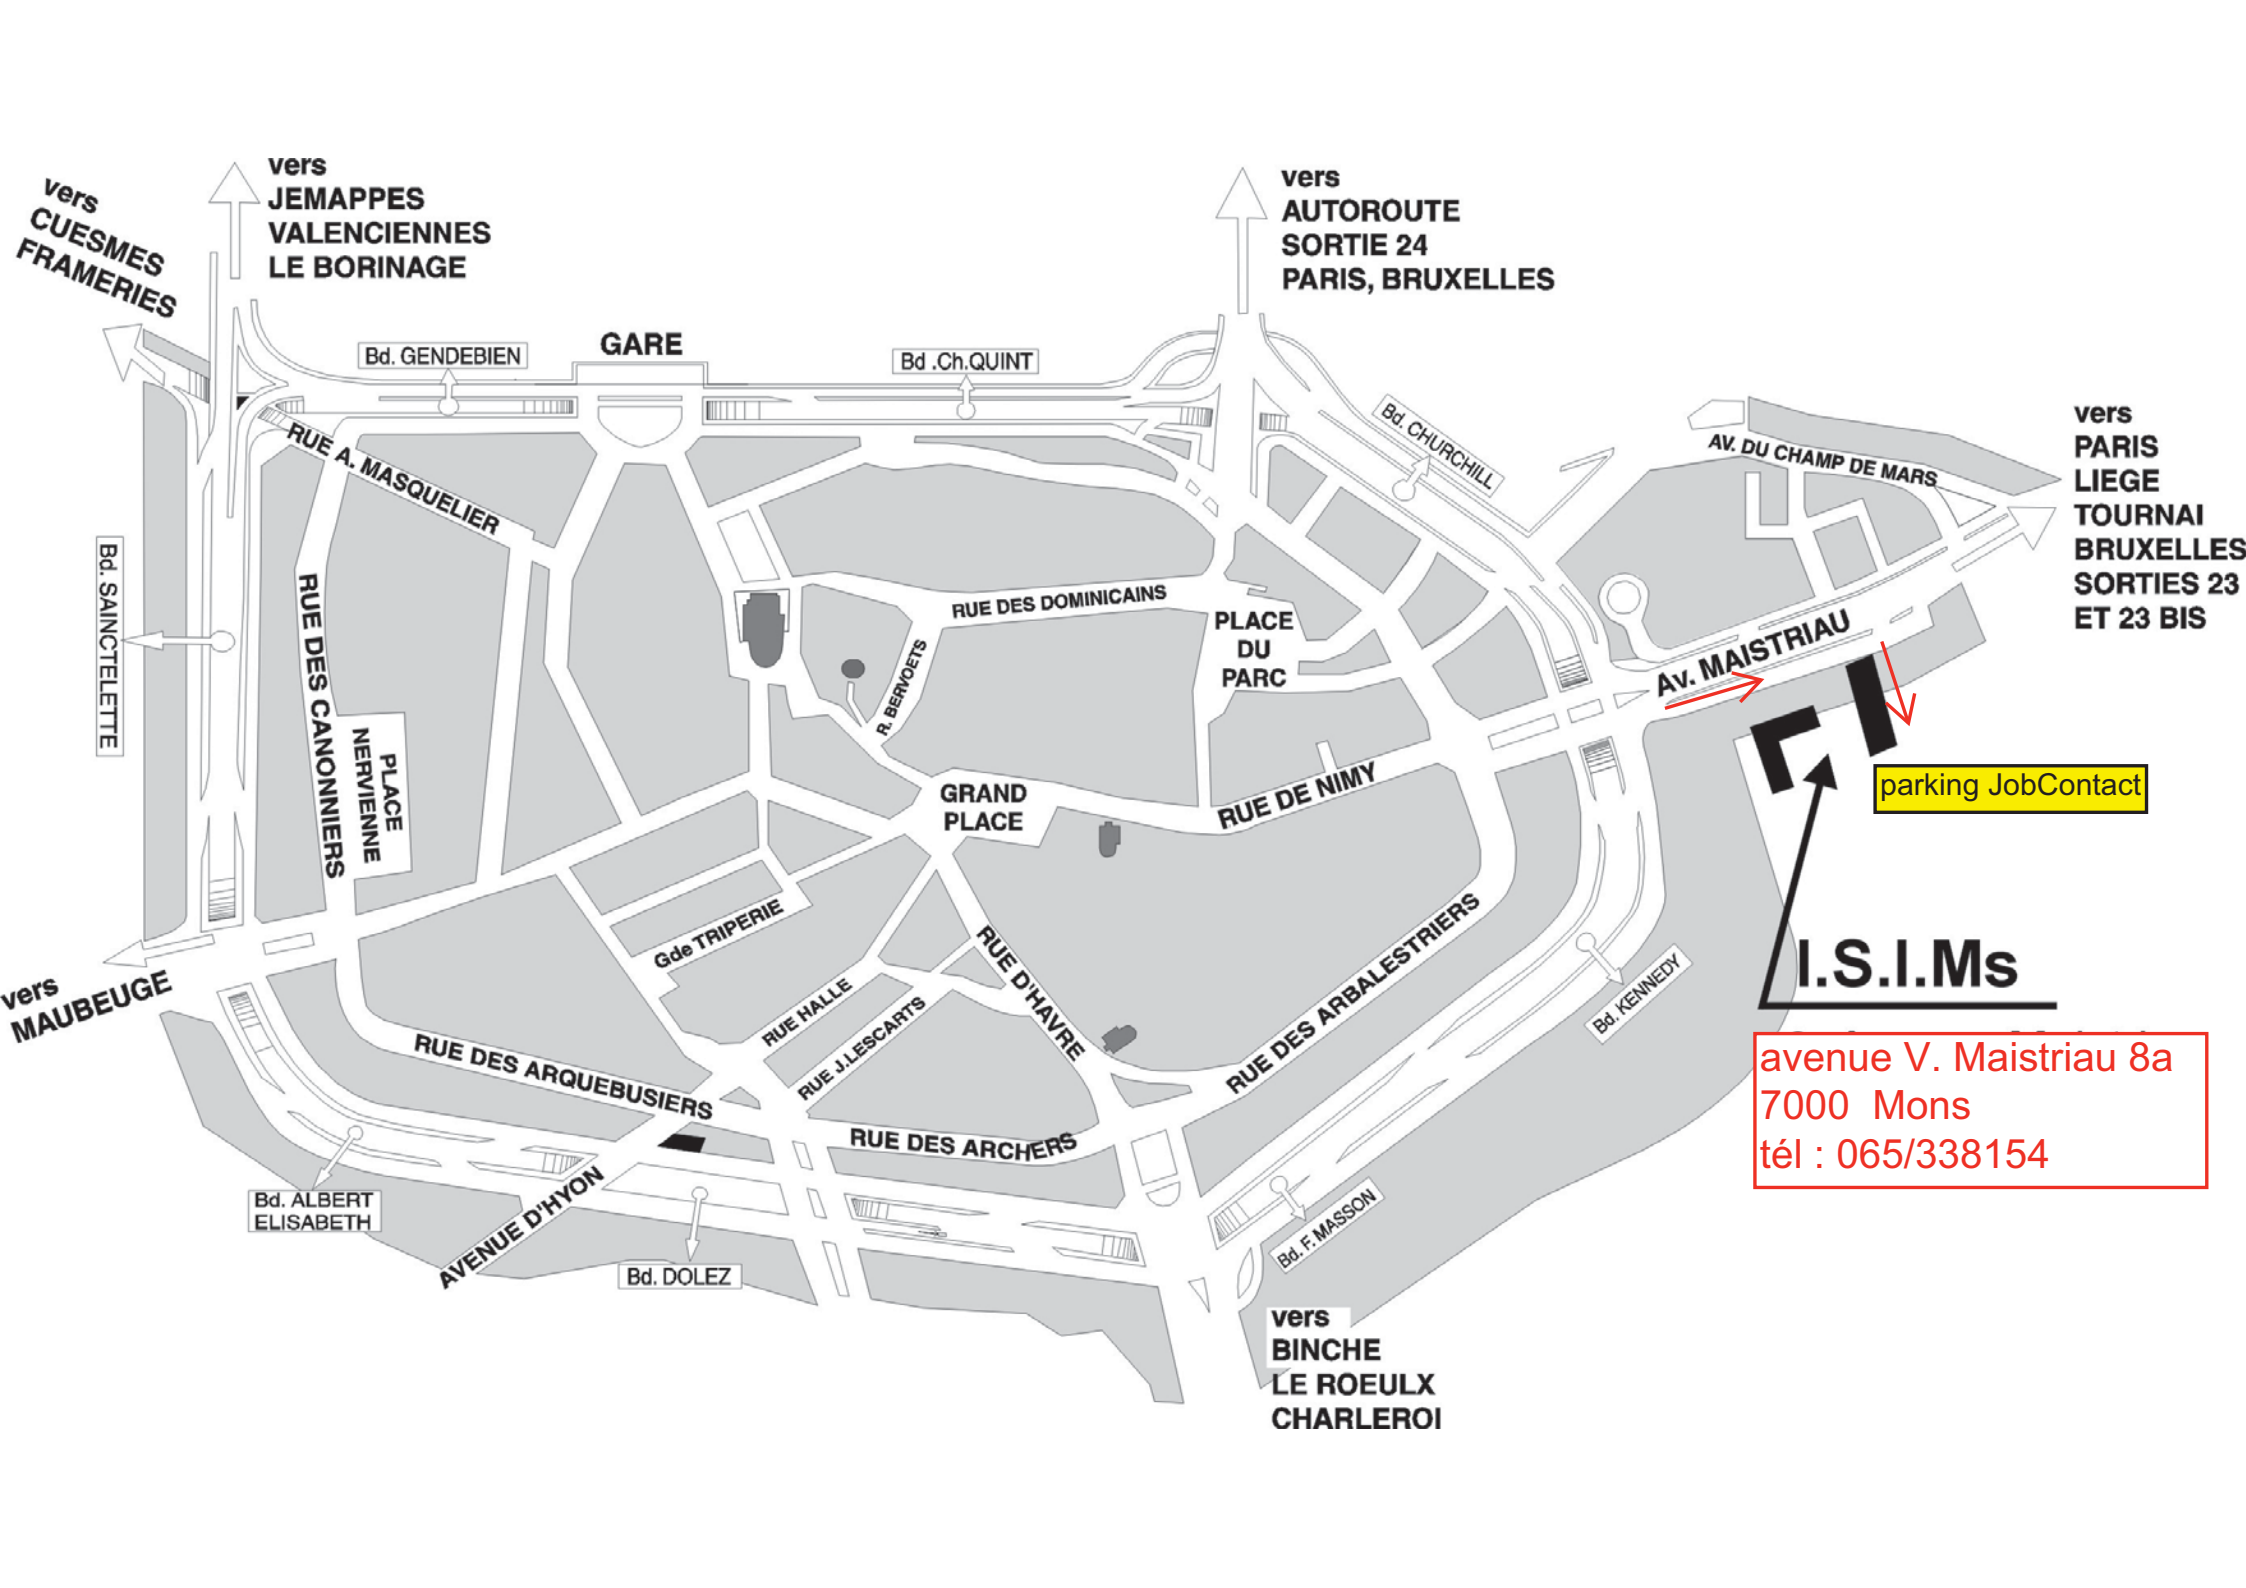 vers
CUESMES
FRAMERIES
vers
JEMAPPES
VALENCIENNES
LE BORINAGE
vers
AUTOROUTE
SORTIE 24
PARIS, BRUXELLES
Bd. GENDEBIEN
GARE
Bd .Ch.QUINT
Bd. CHURCHILL
AV. DU CHAMP DE MARS
vers
PARIS
LIEGE
TOURNAI
BRUXELLES
SORTIES 23
ET 23 BIS
RUE A. MASQUELIER
Bd. SAINCTELETTE
RUE DES CANONNIERS
PLACE
NERVIENNE
RUE DES DOMINICAINS
R. BERVOETS
PLACE
DU
PARC
Av. MAISTRIAU
parking JobContact
GRAND
PLACE
RUE DE NIMY
Gde TRIPERIE
RUE HALLE
RUE J.LESCARTS
RUE D'HAVRE
RUE DES ARBALESTRIERS
Bd. KENNEDY
I.S.I.Ms
vers
MAUBEUGE
avenue V. Maistriau 8a
7000 Mons
tél : 065/338154
RUE DES ARQUEBUSIERS
RUE DES ARCHERS
Bd. ALBERT
ELISABETH
AVENUE D'HYON
Bd. DOLEZ
Bd. F. MASSON
vers
BINCHE
LE ROEULX
CHARLEROI